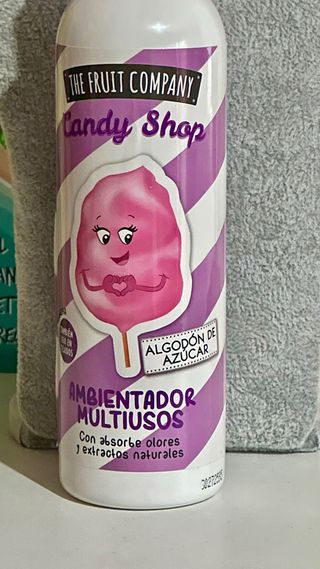 THE FRUIT COMPANY
Candy Shop
ALGODÓN DE
AZÚCAR
AMBIENTADOR
MULTIUSOS
Con absorbe olores
y extractos naturales